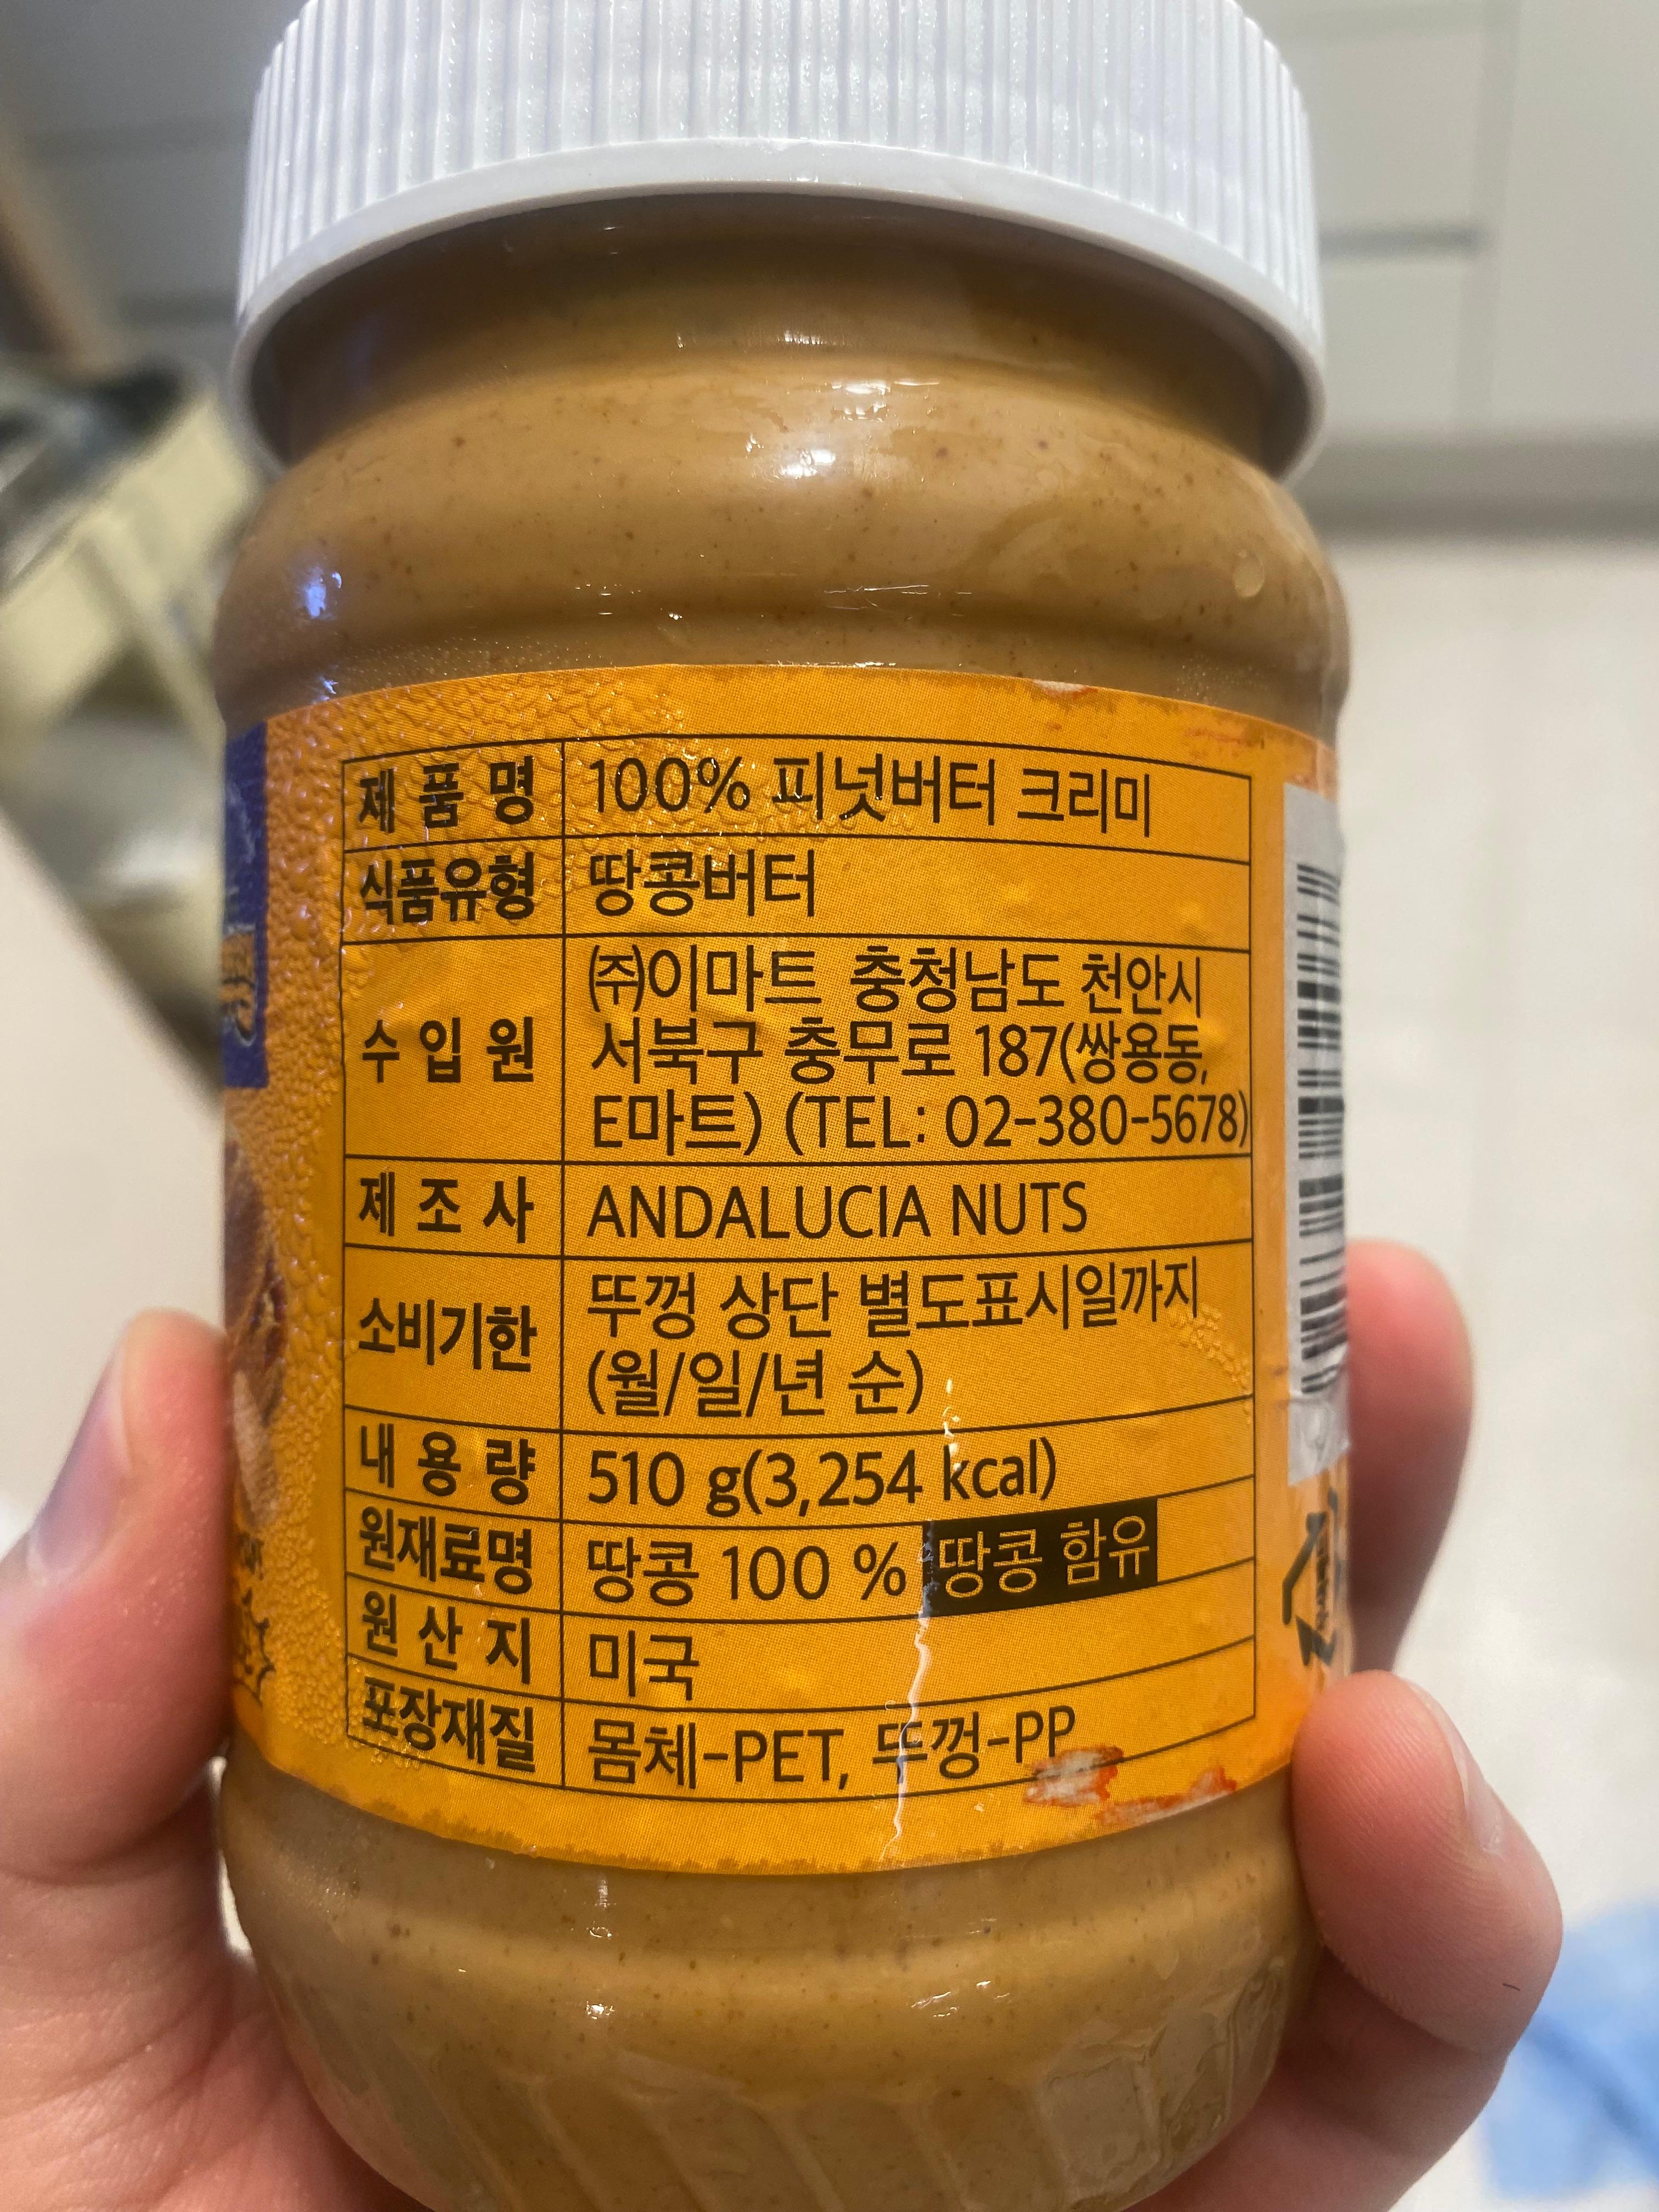 제품명 100% 피넛버터 크리미
식품유형 땅콩버터
수입원 ㈜이마트 충청남도 천안시
서북구 충무로 187(쌍용동,
E마트) (TEL: 02-380-5678)
제조사 ANDALUCIA NUTS
소비기한 뚜껑 상단 별도표시일까지
(월/일/년 순)
내용량 510 g(3,254 kcal)
원재료명 땅콩 100 % 땅콩 함유
원산지 미국
포장재질 몸체-PET, 뚜껑-PP